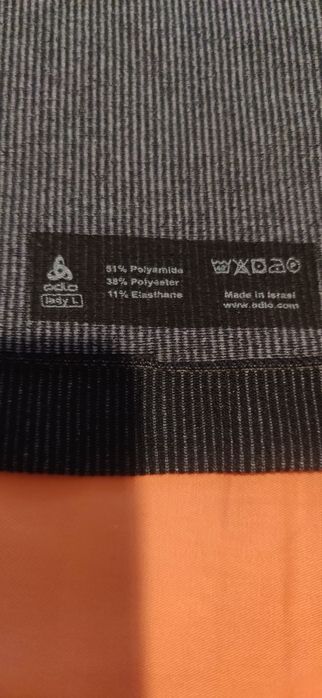 odlo
lady L
51% Polyamide
38% Polyester
11% Elasthane
Made in Israel
www.odlo.com